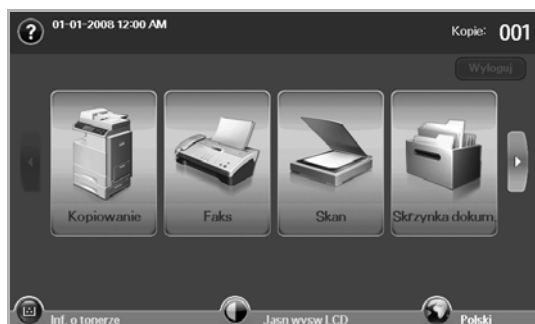 ? 01-01-2008 12:00 AM Kopie: 001
Wyloguj
Kopiowanie Faks Skan Skrzynka dokum.
Inf. o tonerze Jasn wysw LCD Polski